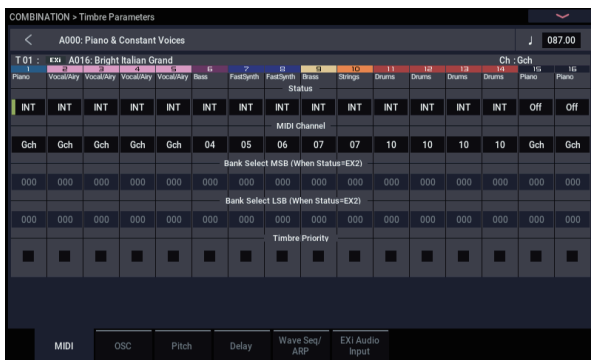 COMBINATION > Timbre Parameters
A000: Piano & Constant Voices
♩ 087.00
T01 : EXi A016: Bright Italian Grand Ch : Gch
1 2 3 4 5 6 7 8 9 10 11 12 13 14 15 16
Piano Vocal/Airy Vocal/Airy Vocal/Airy Vocal/Airy Bass FastSynth FastSynth Brass Strings Drums Drums Drums Drums Piano Piano
Status
INT INT INT INT INT INT INT INT INT INT INT INT INT INT Off Off
MIDI Channel
Gch Gch Gch Gch Gch 04 05 06 07 07 10 10 10 10 Gch Gch
Bank Select MSB (When Status=EX2)
000 000 000 000 000 000 000 000 000 000 000 000 000 000 000 000
Bank Select LSB (When Status=EX2)
000 000 000 000 000 000 000 000 000 000 000 000 000 000 000 000
Timbre Priority
MIDI OSC Pitch Delay Wave Seq/ EXi Audio
ARP Input